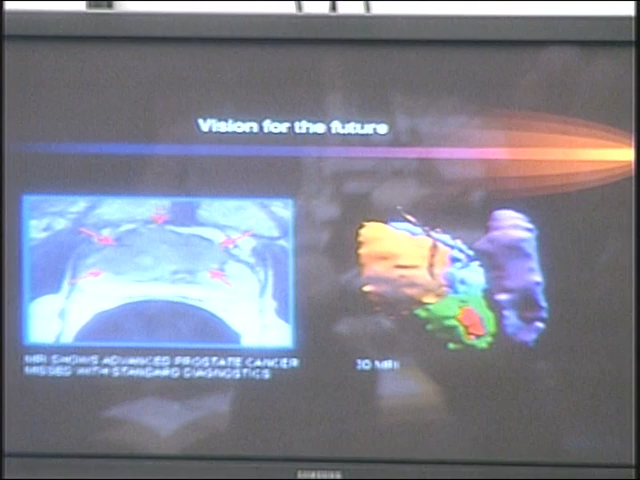 Vision for the future
MRI SHOWS ADVANCED PROSTATE CANCER
MISSED WITH STANDARD DIAGNOSTICS
3D MRI
SAMSUNG